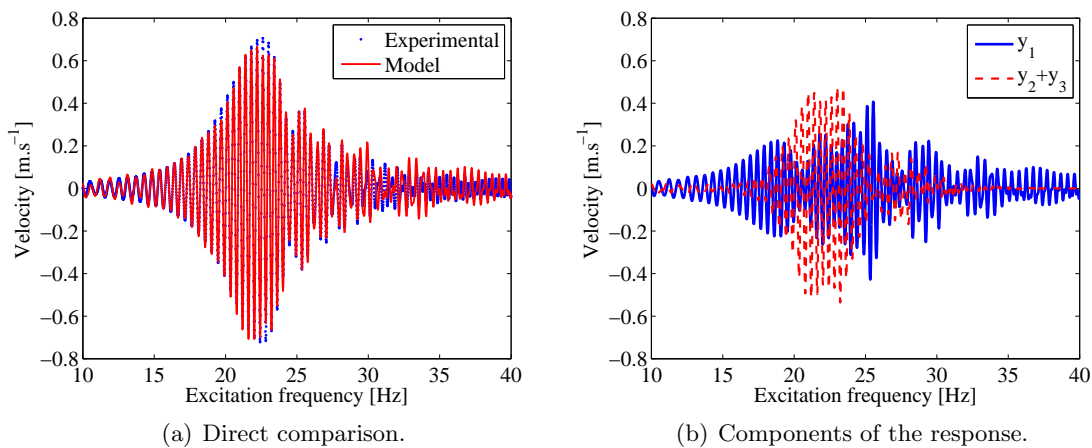 0.8
0.6
0.4
0.2
0
−0.2
−0.4
−0.6
−0.8
Velocity [m.s⁻¹]
10 15 20 25 30 35 40
Excitation frequency [Hz]
Experimental
Model
(a) Direct comparison.
0.8
0.6
0.4
0.2
0
−0.2
−0.4
−0.6
−0.8
Velocity [m.s⁻¹]
10 15 20 25 30 35 40
Excitation frequency [Hz]
y₁
y₂+y₃
(b) Components of the response.